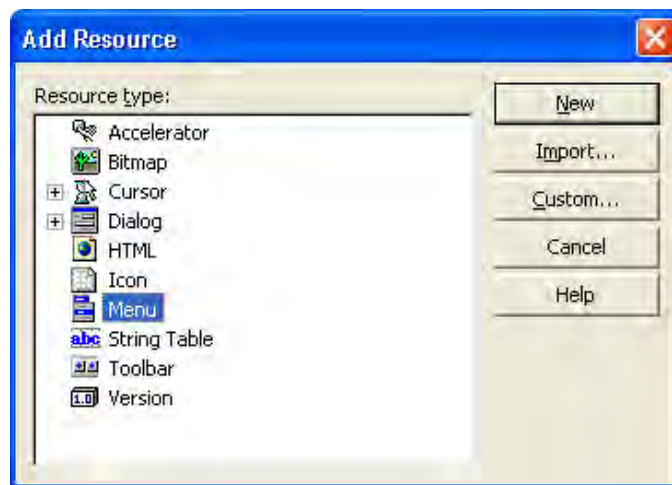 Add Resource
Resource type:
Accelerator
Bitmap
Cursor
Dialog
HTML
Icon
Menu
abc String Table
Toolbar
1.0 Version
New
Import...
Custom...
Cancel
Help